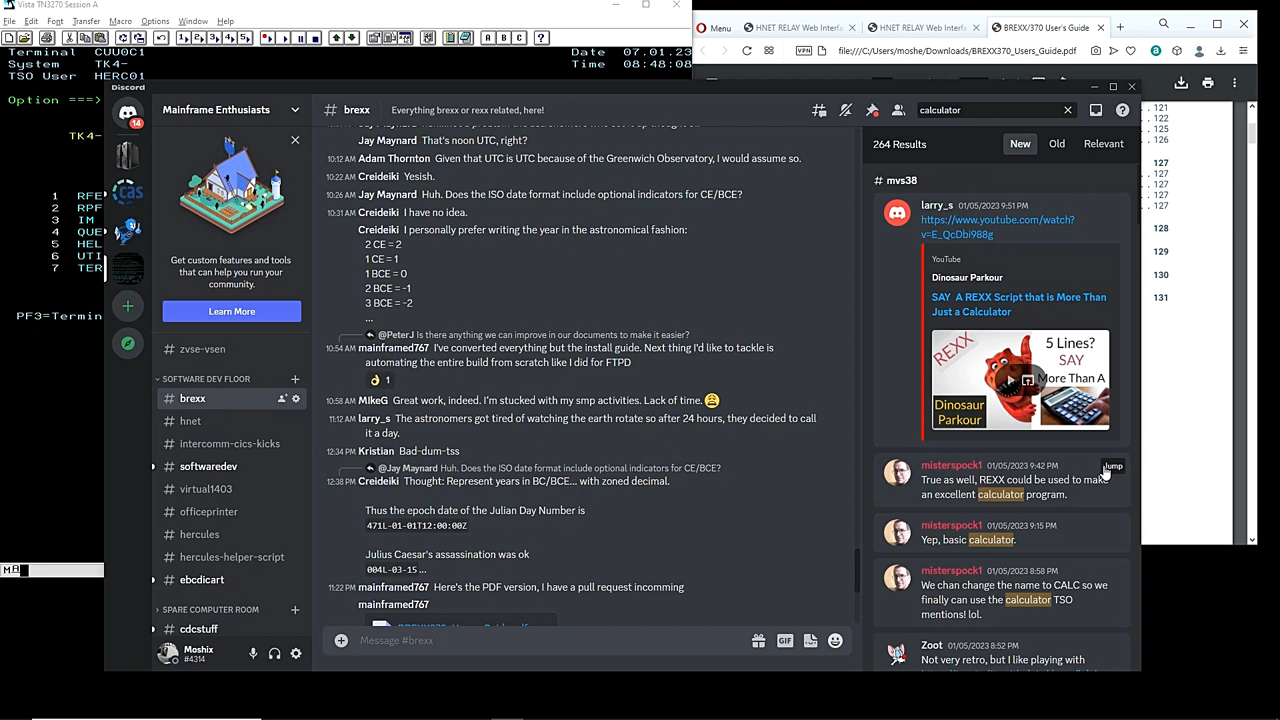 Vista TN3270 Session A
File Edit Font Transfer Macro Options Window Help
A B C
Terminal CUU0C1
System TK4-
TSO User HERC01
Date 07.01.23
Time 08:48:08
Option ===>
TK4-
1 RFE
2 RPF
3 IM
4 QUE
5 HEL
6 UTI
7 TER
PF3=Termin
Menu
HNET RELAY Web Interfa
HNET RELAY Web Interfa
BREXX/370 User's Guide
VPN
file:///C:/Users/moshe/Downloads/BREXX370_Users_Guide.pdf
121
122
125
126
127
127
127
127
128
129
130
131
Discord
14
Mainframe Enthusiasts
Get custom features and tools
that can help you run your
community.
Learn More
zvse-vsen
SOFTWARE DEV FLOOR
brexx
hnet
intercomm-cics-kicks
softwaredev
virtual1403
officeprinter
hercules
hercules-helper-script
ebcdicart
SPARE COMPUTER ROOM
cdcstuff
Moshix
#4314
# brexx
Everything brexx or rexx related, here!
Jay Maynard That's noon UTC, right?
10:12 AM Adam Thornton Given that UTC is UTC because of the Greenwich Observatory, I would assume so.
10:22 AM Creideiki Yesish.
10:26 AM Jay Maynard Huh. Does the ISO date format include optional indicators for CE/BCE?
10:31 AM Creideiki I have no idea.
Creideiki I personally prefer writing the year in the astronomical fashion:
2 CE = 2
1 CE = 1
1 BCE = 0
2 BCE = -1
3 BCE = -2
...
@PeterJ Is there anything we can improve in our documents to make it easier?
10:54 AM mainframed767 I've converted everything but the install guide. Next thing I'd like to tackle is
automating the entire build from scratch like I did for FTPD
1
10:58 AM MIkeG Great work, indeed. I'm stucked with my smp activities. Lack of time.
11:12 AM larry_s The astronomers got tired of watching the earth rotate so after 24 hours, they decided to call
it a day.
12:34 PM Kristian Bad-dum-tss
@Jay Maynard Huh. Does the ISO date format include optional indicators for CE/BCE?
12:38 PM Creideiki Thought: Represent years in BC/BCE... with zoned decimal.
Thus the epoch date of the Julian Day Number is
471L-01-01T12:00:00Z
Julius Caesar's assassination was ok
004L-03-15...
11:22 PM mainframed767 Here's the PDF version, I have a pull request incomming
mainframed767
Message #brexx
GIF
calculator
264 Results
New
Old
Relevant
# mvs38
larry_s 01/05/2023 9:51 PM
https://www.youtube.com/watch?
v=E_QcDbi988g
YouTube
Dinosaur Parkour
SAY A REXX Script that is More Than
Just a Calculator
REXX
5 Lines?
SAY
More Than A
Dinosaur
Parkour
misterspock1 01/05/2023 9:42 PM
Jump
True as well, REXX could be used to make
an excellent calculator program.
misterspock1 01/05/2023 9:15 PM
Yep, basic calculator.
misterspock1 01/05/2023 8:58 PM
We chan change the name to CALC so we
finally can use the calculator TSO
mentions! lol.
Zoot 01/05/2023 8:52 PM
Not very retro, but I like playing with